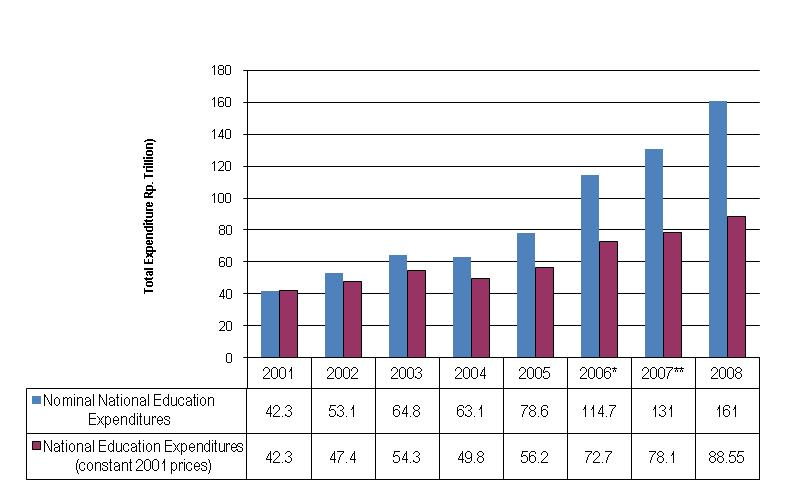 180
160
140
120
100
80
60
40
20
0
Total Expenditure Rp. Trillion)
2001 2002 2003 2004 2005 2006* 2007** 2008
Nominal National Education
Expenditures
42.3 53.1 64.8 63.1 78.6 114.7 131 161
National Education Expenditures
(constant 2001 prices)
42.3 47.4 54.3 49.8 56.2 72.7 78.1 88.55